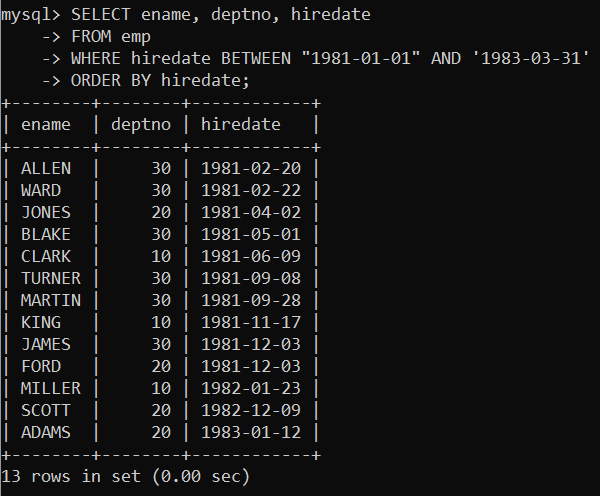 mysql> SELECT ename, deptno, hiredate
    -> FROM emp
    -> WHERE hiredate BETWEEN "1981-01-01" AND '1983-03-31'
    -> ORDER BY hiredate;
+--------+--------+------------+
| ename  | deptno | hiredate   |
+--------+--------+------------+
| ALLEN  |     30 | 1981-02-20 |
| WARD   |     30 | 1981-02-22 |
| JONES  |     20 | 1981-04-02 |
| BLAKE  |     30 | 1981-05-01 |
| CLARK  |     10 | 1981-06-09 |
| TURNER |     30 | 1981-09-08 |
| MARTIN |     30 | 1981-09-28 |
| KING   |     10 | 1981-11-17 |
| JAMES  |     30 | 1981-12-03 |
| FORD   |     20 | 1981-12-03 |
| MILLER |     10 | 1982-01-23 |
| SCOTT  |     20 | 1982-12-09 |
| ADAMS  |     20 | 1983-01-12 |
+--------+--------+------------+
13 rows in set (0.00 sec)